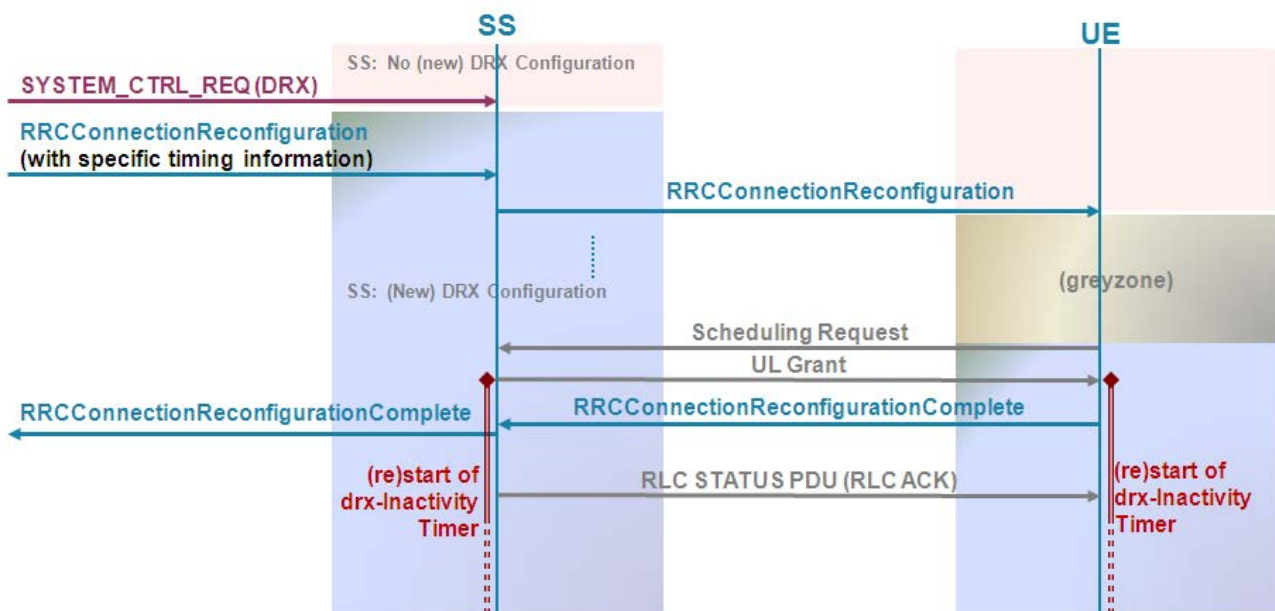 SS
UE
SS: No (new) DRX Configuration
SYSTEM_CTRL_REQ (DRX)
RRCConnectionReconfiguration
(with specific timing information)
RRCConnectionReconfiguration
SS: (New) DRX Configuration
(greyzone)
Scheduling Request
UL Grant
RRCConnectionReconfigurationComplete
RRCConnectionReconfigurationComplete
(re)start of
drx-Inactivity
Timer
RLC STATUS PDU (RLC ACK)
(re)start of
drx-Inactivity
Timer